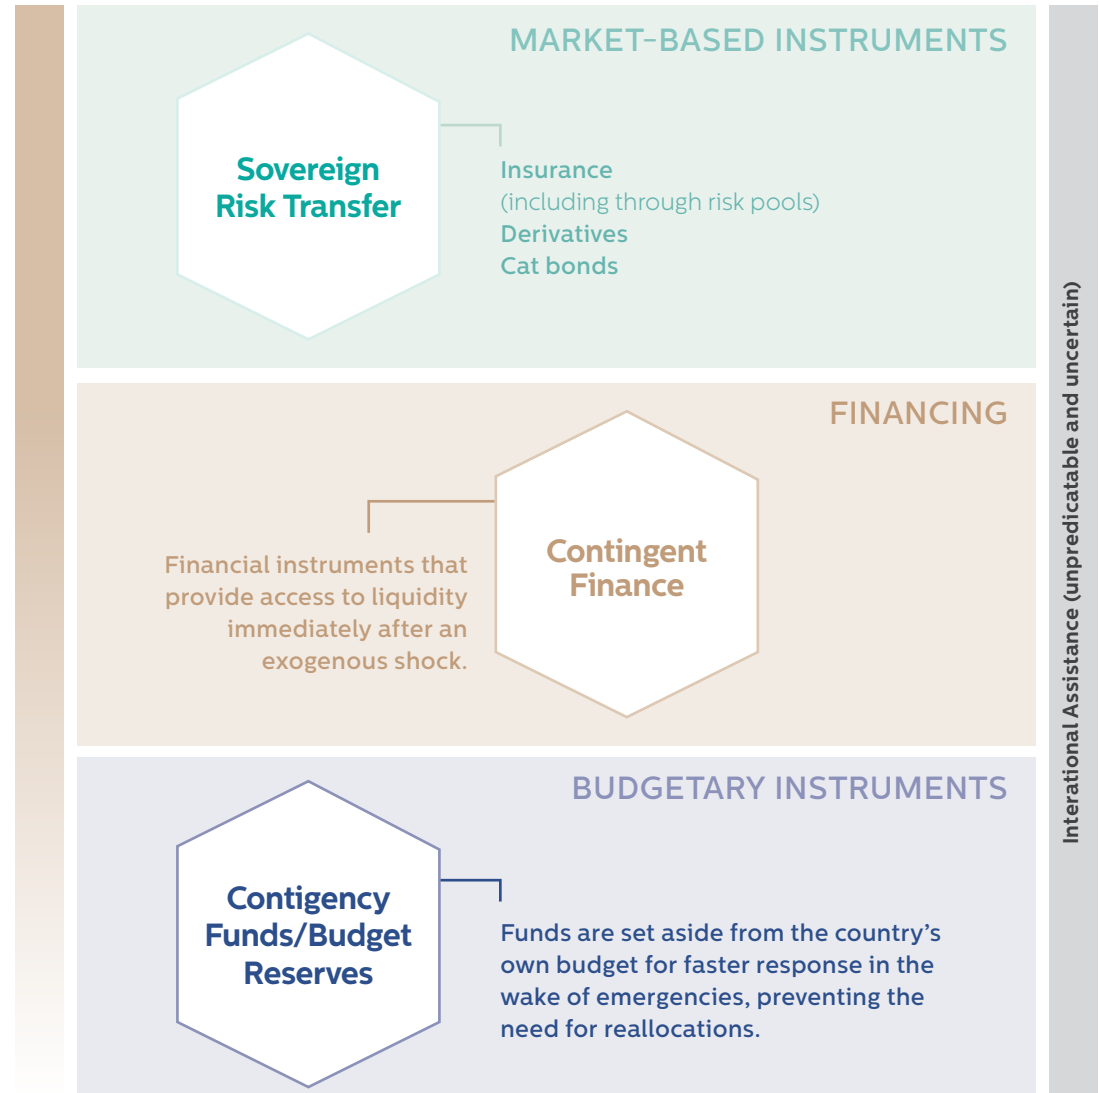 MARKET-BASED INSTRUMENTS
Sovereign
Risk Transfer
Insurance
(including through risk pools)
Derivatives
Cat bonds
FINANCING
Contingent
Finance
Financial instruments that
provide access to liquidity
immediately after an
exogenous shock.
BUDGETARY INSTRUMENTS
Contigency
Funds/Budget
Reserves
Funds are set aside from the country’s
own budget for faster response in the
wake of emergencies, preventing the
need for reallocations.
Interational Assistance (unpredicatable and uncertain)